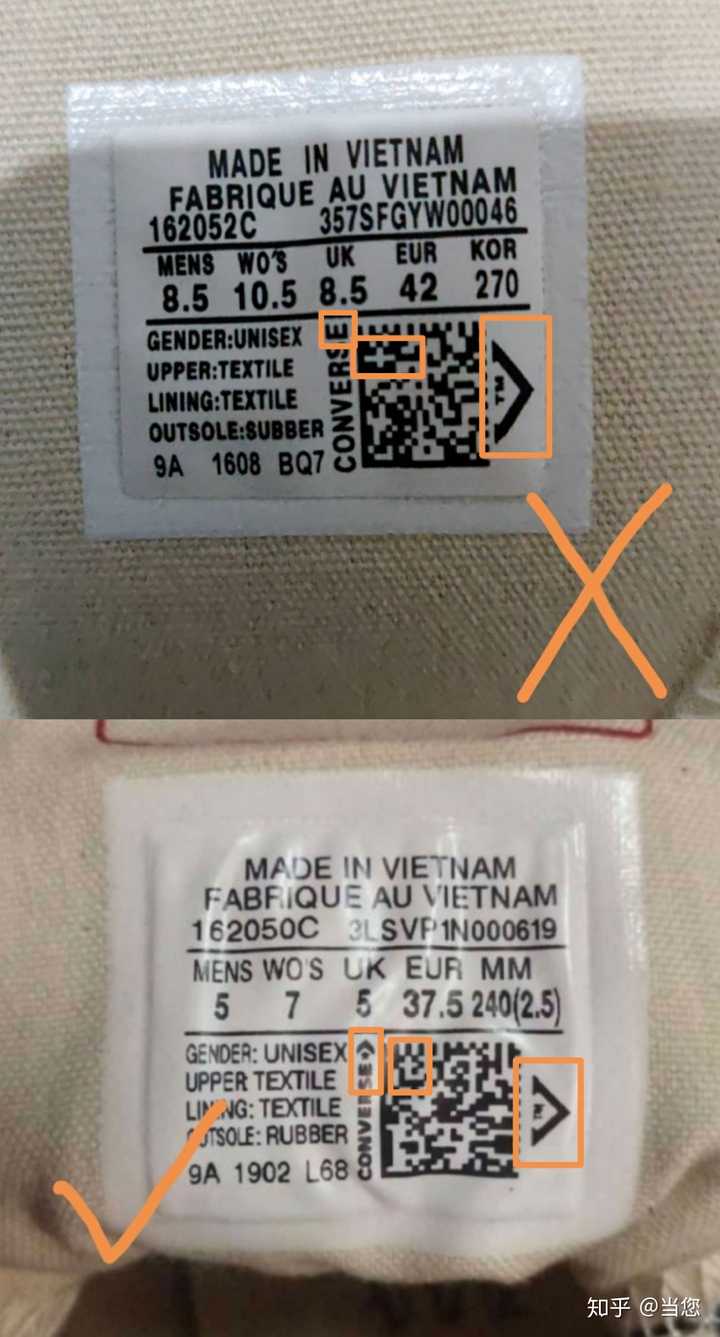 MADE IN VIETNAM
FABRIQUE AU VIETNAM
162052C 357SFGYW00046
MENS WO'S UK EUR KOR
8.5 10.5 8.5 42 270
GENDER:UNISEX
UPPER:TEXTILE
LINING:TEXTILE
OUTSOLE:SUBBER
9A 1608 BQ7
CONVERSE
TM
MADE IN VIETNAM
FABRIQUE AU VIETNAM
162050C 3LSVP1N000619
MENS WO'S UK EUR MM
5 7 5 37.5 240(2.5)
GENDER: UNISEX
UPPER TEXTILE
LINING: TEXTILE
OUTSOLE: RUBBER
9A 1902 L68
CONVERSE
TM
知乎 @当您